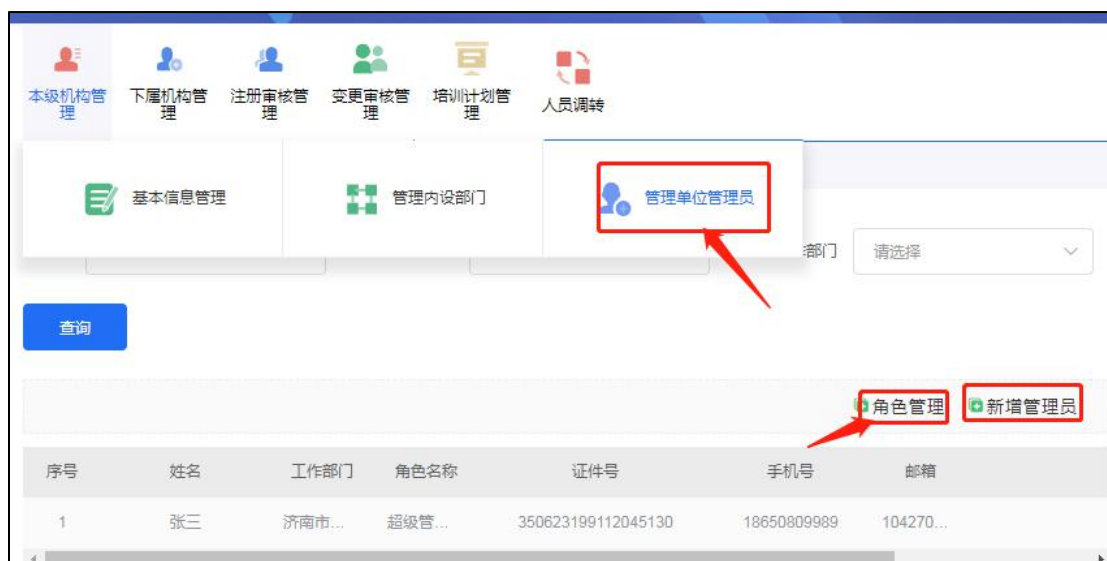 本级机构管
理
下属机构管
理
注册审核管
理
变更审核管
理
培训计划管
理
人员调转
基本信息管理
管理内设部门
管理单位管理员
部门
请选择
查询
角色管理
新增管理员
序号 姓名 工作部门 角色名称 证件号 手机号 邮箱
1 张三 济南市... 超级管... 350623199112045130 18650809989 104270...